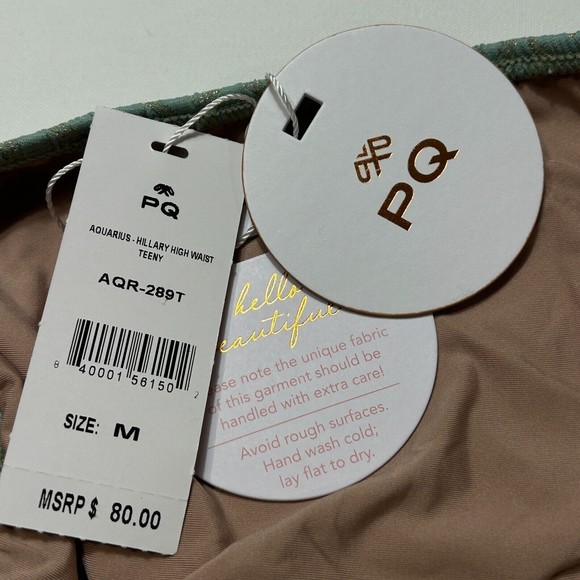 PQ
AQUARIUS - HILLARY HIGH WAIST
TEENY
AQR-289T
8 40001 56150 2
SIZE: M
MSRP $ 80.00
PQ
hello
eautiful
ase note the unique fabric
of this garment should be
handled with extra care!
Avoid rough surfaces.
Hand wash cold;
lay flat to dry.